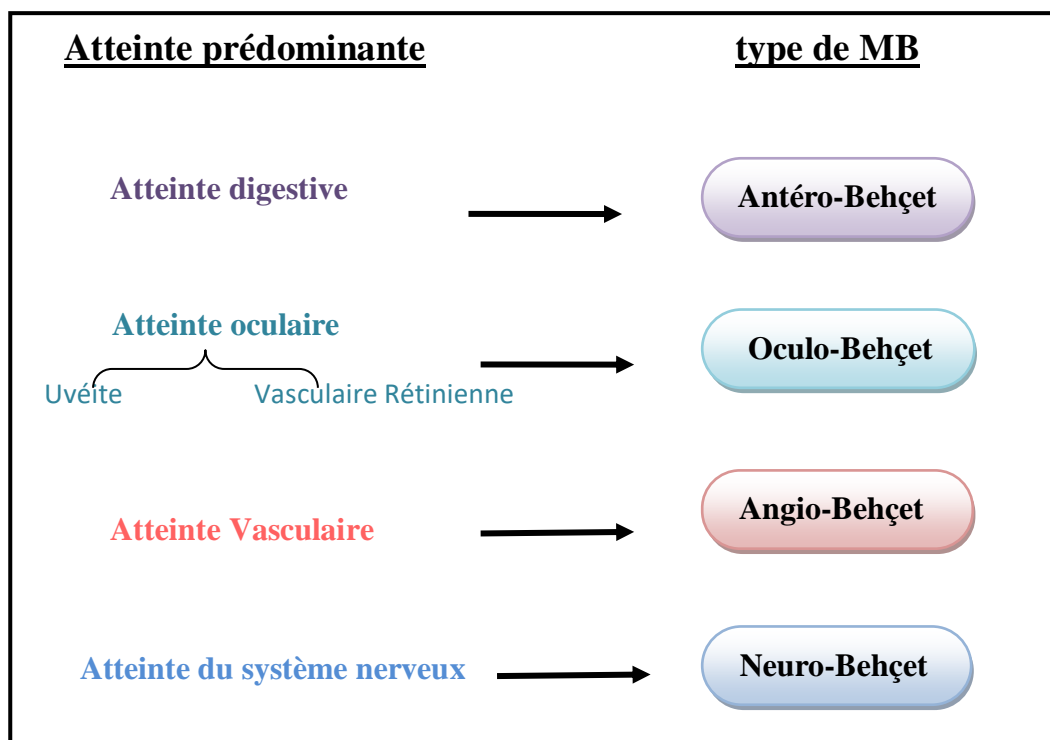 Atteinte prédominante
type de MB
Atteinte digestive
Antéro-Behçet
Atteinte oculaire
Oculo-Behçet
Uvéite
Vasculaire Rétinienne
Atteinte Vasculaire
Angio-Behçet
Atteinte du système nerveux
Neuro-Behçet